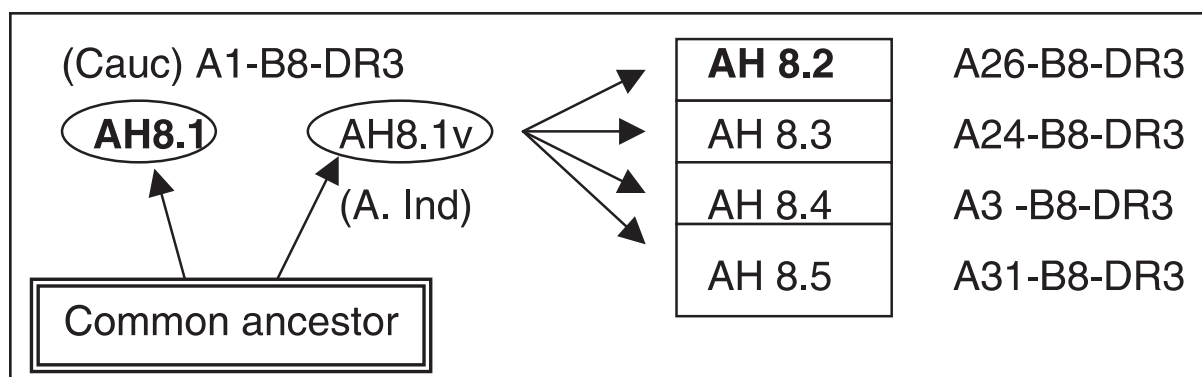 (Cauc) A1-B8-DR3
AH8.1
AH8.1v
(A. Ind)
Common ancestor
AH 8.2 A26-B8-DR3
AH 8.3 A24-B8-DR3
AH 8.4 A3 -B8-DR3
AH 8.5 A31-B8-DR3